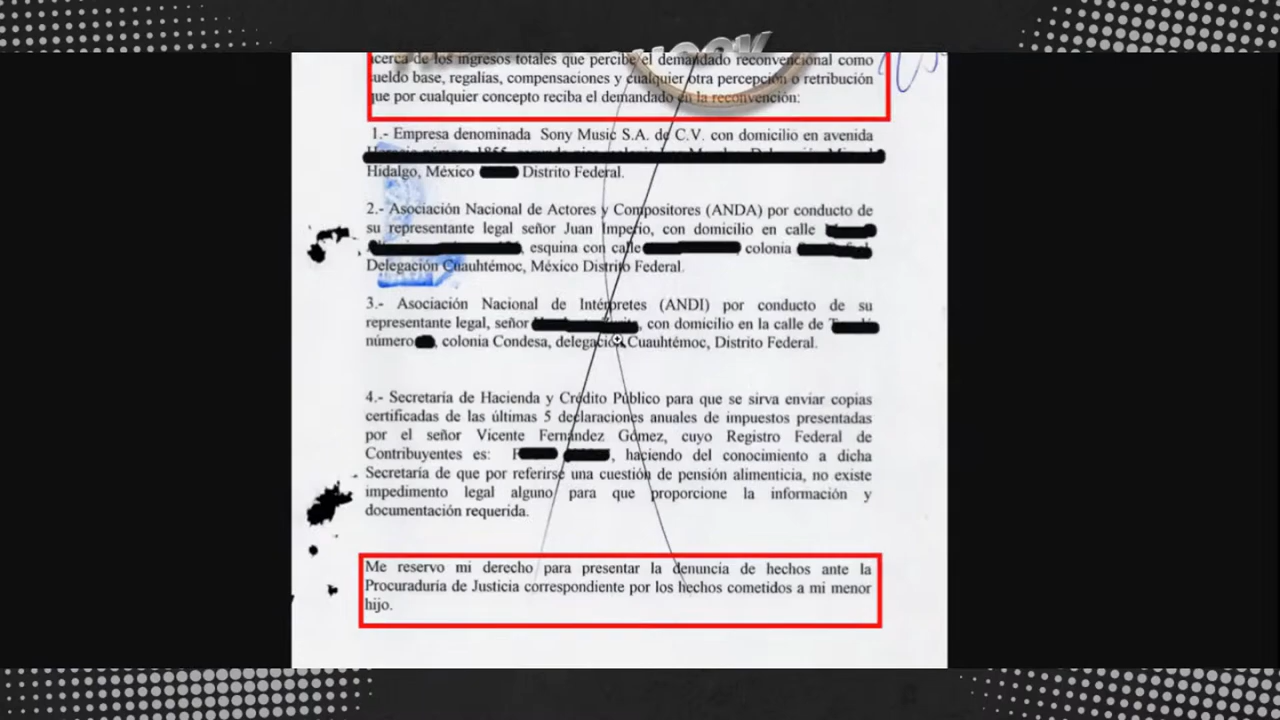 acerca de los ingresos totales que percibe el demandado reconvencional como
sueldo base, regalías, compensaciones y cualquier otra percepción o retribución
que por cualquier concepto reciba el demandado en la reconvención:
1.- Empresa denominada Sony Music S.A. de C.V. con domicilio en avenida
Hidalgo, México Distrito Federal.
2.- Asociación Nacional de Actores y Compositores (ANDA) por conducto de
su representante legal señor Juan Imperio, con domicilio en calle
, esquina con calle colonia
Delegación Cuauhtémoc, México Distrito Federal.
3.- Asociación Nacional de Intérpretes (ANDI) por conducto de su
representante legal, señor , con domicilio en la calle de
número , colonia Condesa, delegación Cuauhtémoc, Distrito Federal.
4.- Secretaría de Hacienda y Crédito Público para que se sirva enviar copias
certificadas de las últimas 5 declaraciones anuales de impuestos presentadas
por el señor Vicente Fernández Gómez, cuyo Registro Federal de
Contribuyentes es: , haciendo del conocimiento a dicha
Secretaría de que por referirse una cuestión de pensión alimenticia, no existe
impedimento legal alguno para que proporcione la información y
documentación requerida.
Me reservo mi derecho para presentar la denuncia de hechos ante la
Procuraduría de Justicia correspondiente por los hechos cometidos a mi menor
hijo.